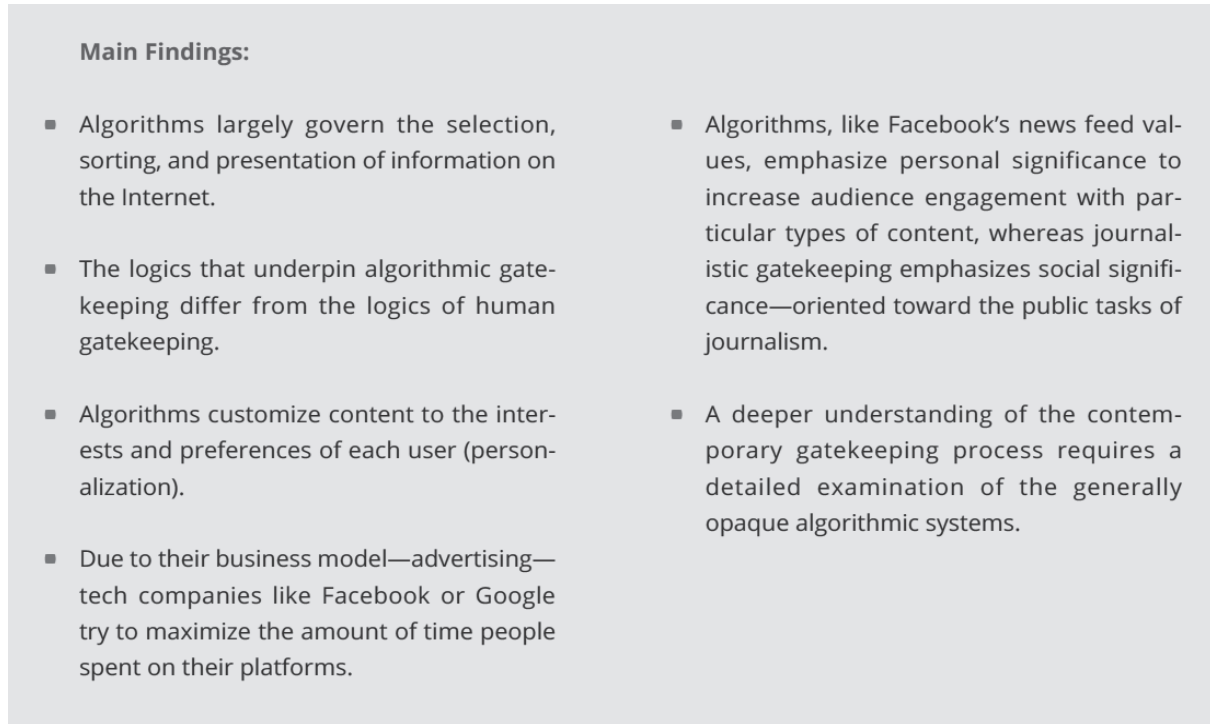 Main Findings:
▪ Algorithms largely govern the selection,
sorting, and presentation of information on
the Internet.
▪ The logics that underpin algorithmic gate-
keeping differ from the logics of human
gatekeeping.
▪ Algorithms customize content to the inter-
ests and preferences of each user (person-
alization).
▪ Due to their business model—advertising—
tech companies like Facebook or Google
try to maximize the amount of time people
spent on their platforms.
▪ Algorithms, like Facebook’s news feed val-
ues, emphasize personal significance to
increase audience engagement with par-
ticular types of content, whereas journal-
istic gatekeeping emphasizes social signifi-
cance—oriented toward the public tasks of
journalism.
▪ A deeper understanding of the contem-
porary gatekeeping process requires a
detailed examination of the generally
opaque algorithmic systems.